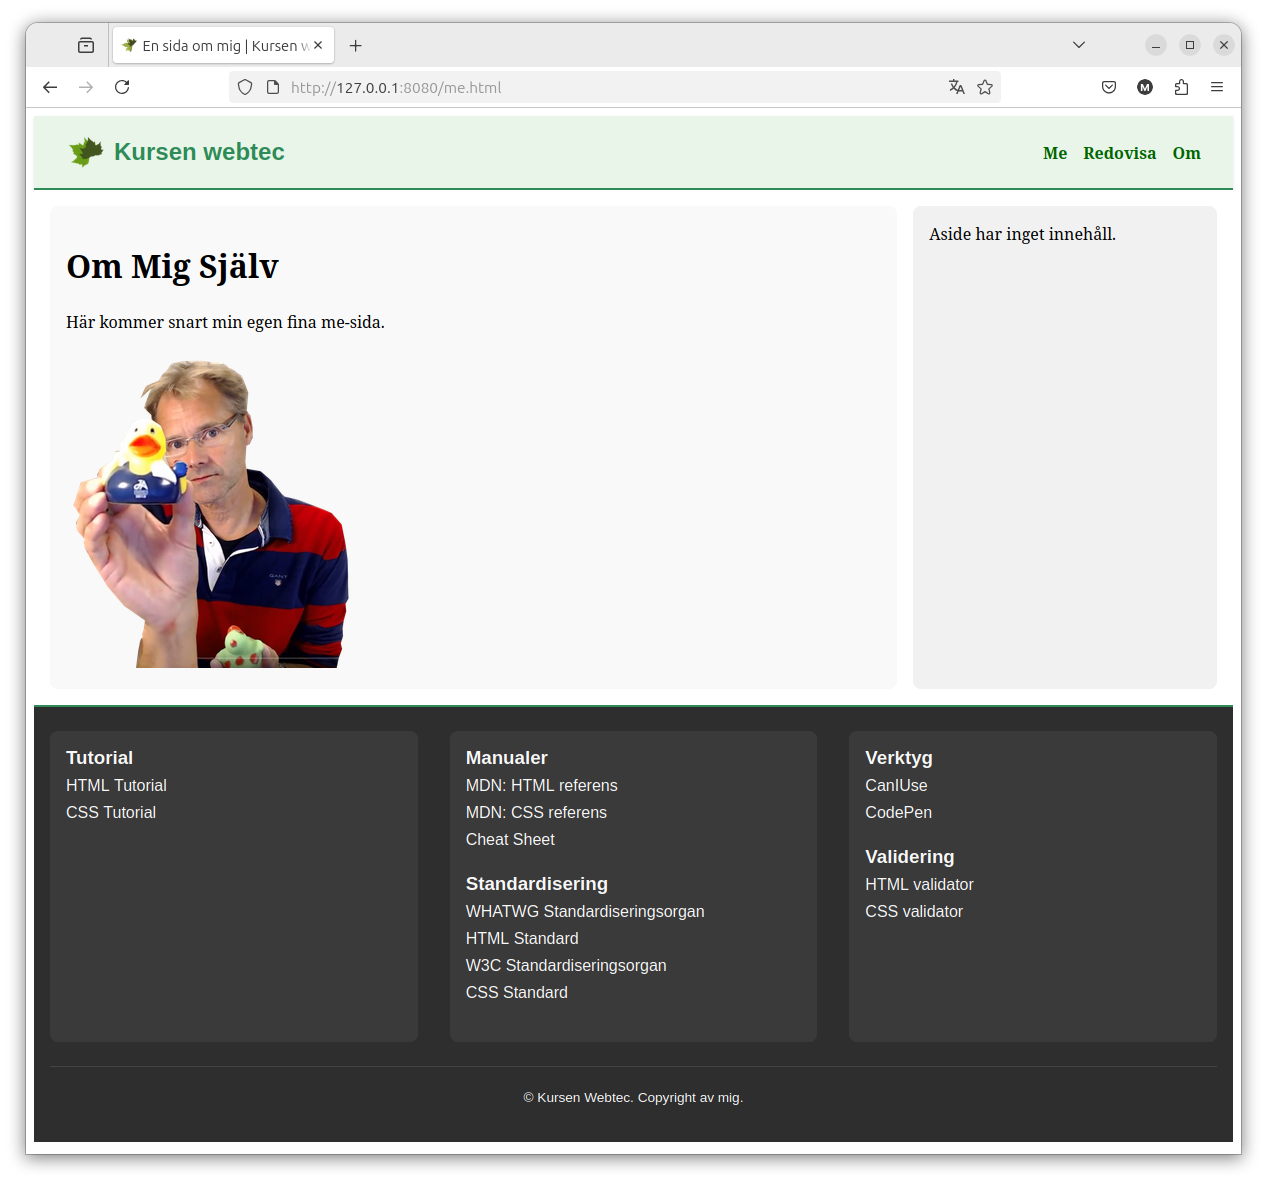 En sida om mig | Kursen w
http://127.0.0.1:8080/me.html
M
Kursen webtec
Me Redovisa Om
Om Mig Själv
Här kommer snart min egen fina me-sida.
GANT
Aside har inget innehåll.
Tutorial
HTML Tutorial
CSS Tutorial
Manualer
MDN: HTML referens
MDN: CSS referens
Cheat Sheet
Standardisering
WHATWG Standardiseringsorgan
HTML Standard
W3C Standardiseringsorgan
CSS Standard
Verktyg
CanIUse
CodePen
Validering
HTML validator
CSS validator
© Kursen Webtec. Copyright av mig.